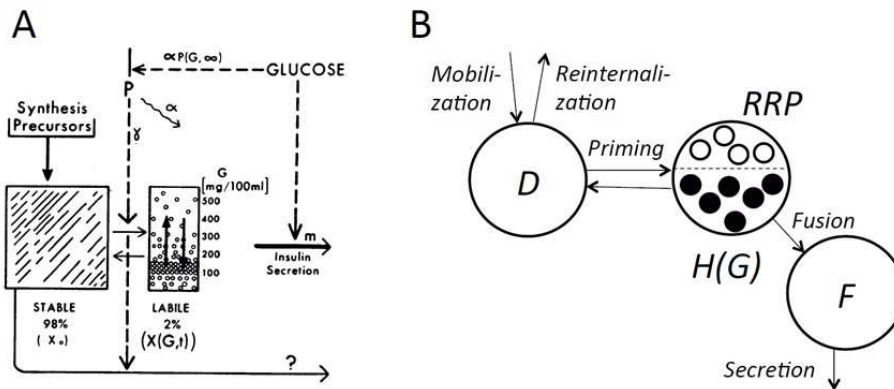 A
αP(G,∞)
GLUCOSE
P
α
γ
Synthesis
Precursors
G
[mg/100ml]
500
400
300
200
100
m
Insulin
Secretion
STABLE
98%
(X₀)
LABILE
2%
(X(G,t))
?
B
Mobili-
zation
Reinternali-
zation
RRP
Priming
D
Fusion
H(G)
F
Secretion